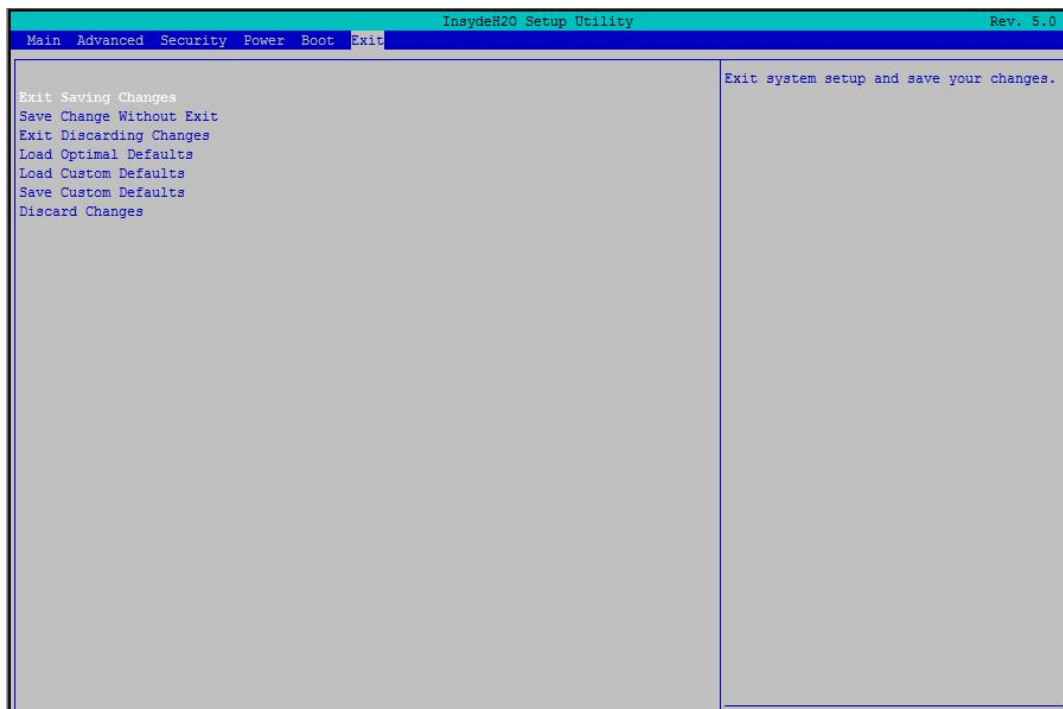 InsydeH20 Setup Utility Rev. 5.0
Main Advanced Security Power Boot Exit
Exit system setup and save your changes.
Exit Saving Changes
Save Change Without Exit
Exit Discarding Changes
Load Optimal Defaults
Load Custom Defaults
Save Custom Defaults
Discard Changes